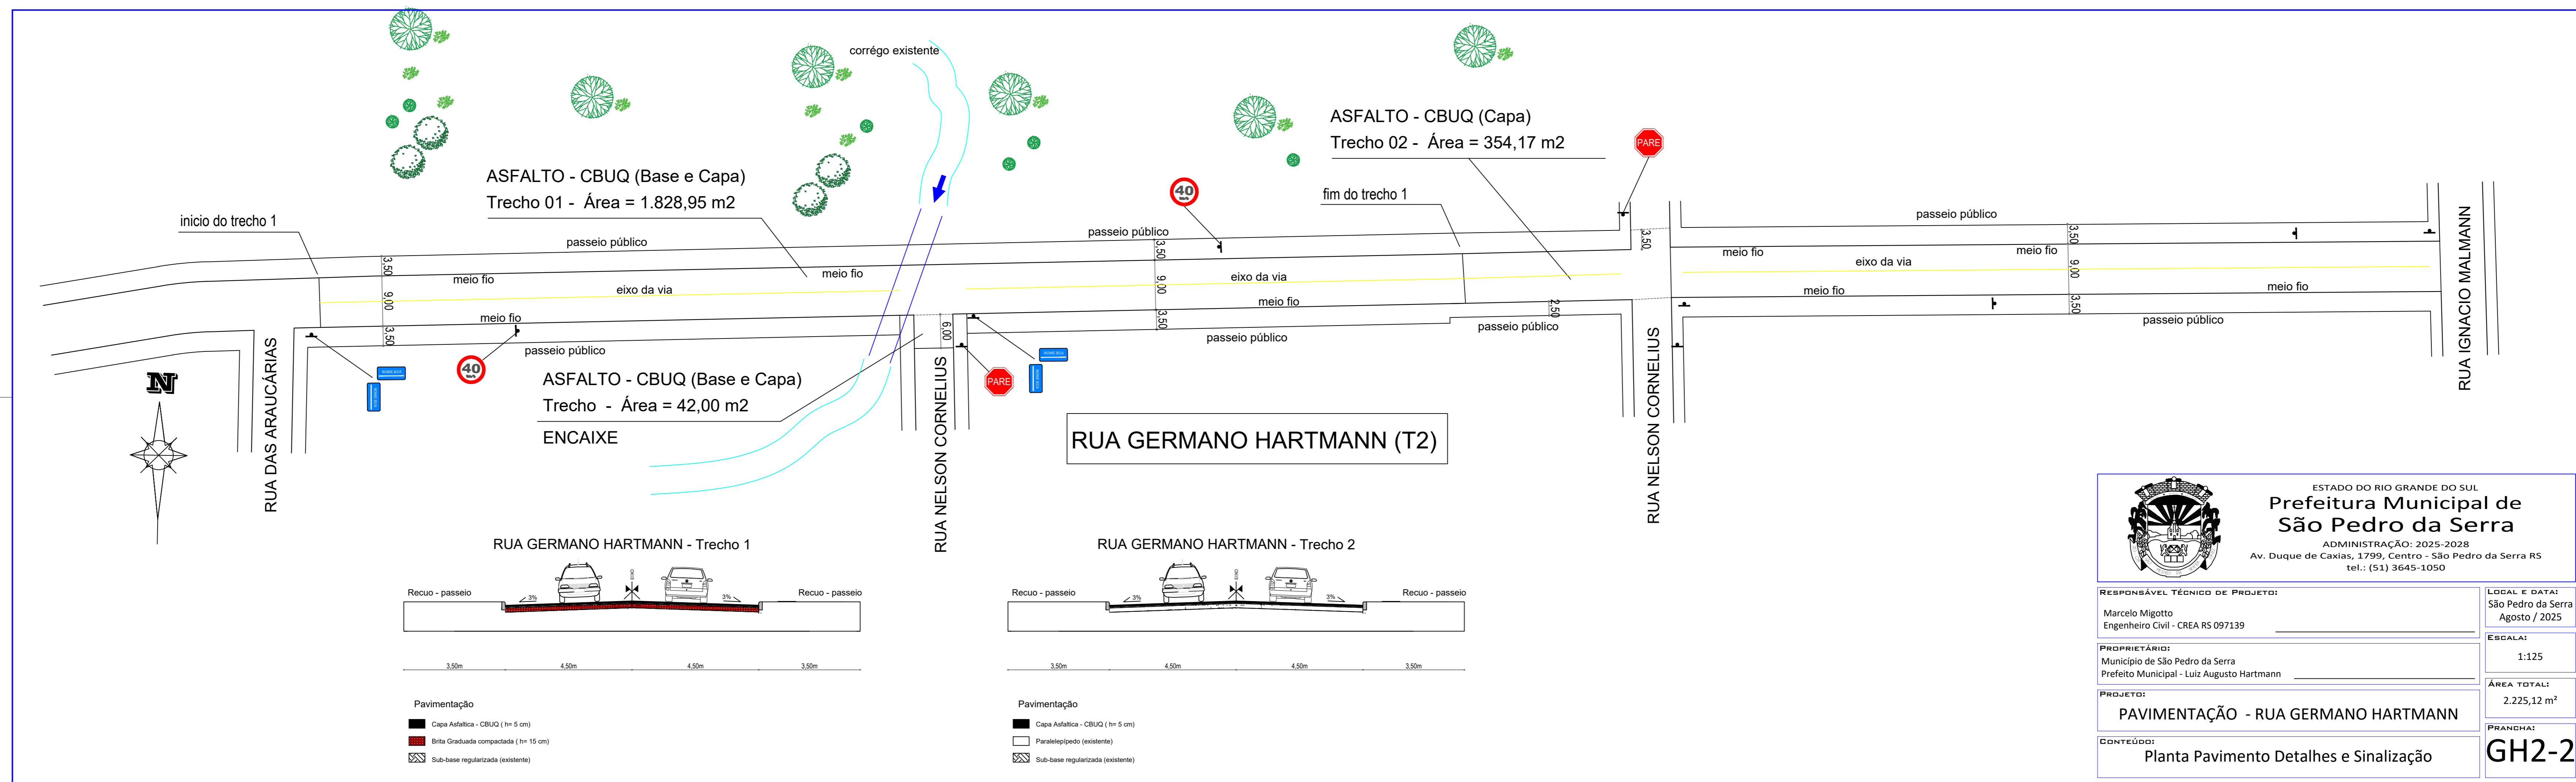 corrégo existente
ASFALTO - CBUQ (Capa)
Trecho 02 - Área = 354,17 m2
PARE
ASFALTO - CBUQ (Base e Capa)
Trecho 01 - Área = 1.828,95 m2
40
km/h
fim do trecho 1
inicio do trecho 1
passeio público
passeio público
passeio público
3,50
3,50
3,50
3,50
meio fio
meio fio
meio fio
meio fio
eixo da via
eixo da via
eixo da via
9,00
9,00
9,00
meio fio
meio fio
meio fio
meio fio
3,50
3,50
2,50
3,50
6,00
passeio público
passeio público
passeio público
passeio público
40
km/h
PARE
NOME RUA
NOME RUA
NOME RUA
NOME RUA
ASFALTO - CBUQ (Base e Capa)
Trecho - Área = 42,00 m2
ENCAIXE
N
RUA DAS ARAUCÁRIAS
RUA NELSON CORNELIUS
RUA NELSON CORNELIUS
RUA IGNACIO MALMANN
RUA GERMANO HARTMANN (T2)
RUA GERMANO HARTMANN - Trecho 1
EIXO
3%
3%
Recuo - passeio
Recuo - passeio
3,50m
4,50m
4,50m
3,50m
Pavimentação
Capa Asfaltica - CBUQ ( h= 5 cm)
Brita Graduada compactada ( h= 15 cm)
Sub-base regularizada (existente)
RUA GERMANO HARTMANN - Trecho 2
EIXO
3%
3%
Recuo - passeio
Recuo - passeio
3,50m
4,50m
4,50m
3,50m
Pavimentação
Capa Asfaltica - CBUQ ( h= 5 cm)
Paralelepípedo (existente)
Sub-base regularizada (existente)
ESTADO DO RIO GRANDE DO SUL
Prefeitura Municipal de
São Pedro da Serra
ADMINISTRAÇÃO: 2025-2028
Av. Duque de Caxias, 1799, Centro - São Pedro da Serra RS
tel.: (51) 3645-1050
RESPONSÁVEL TÉCNICO DE PROJETO:
Marcelo Migotto
Engenheiro Civil - CREA RS 097139
LOCAL E DATA:
São Pedro da Serra
Agosto / 2025
PROPRIETÁRIO:
Município de São Pedro da Serra
Prefeito Municipal - Luiz Augusto Hartmann
ESCALA:
1:125
PROJETO:
PAVIMENTAÇÃO - RUA GERMANO HARTMANN
ÁREA TOTAL:
2.225,12 m²
CONTEÚDO:
Planta Pavimento Detalhes e Sinalização
PRANCHA:
GH2-2